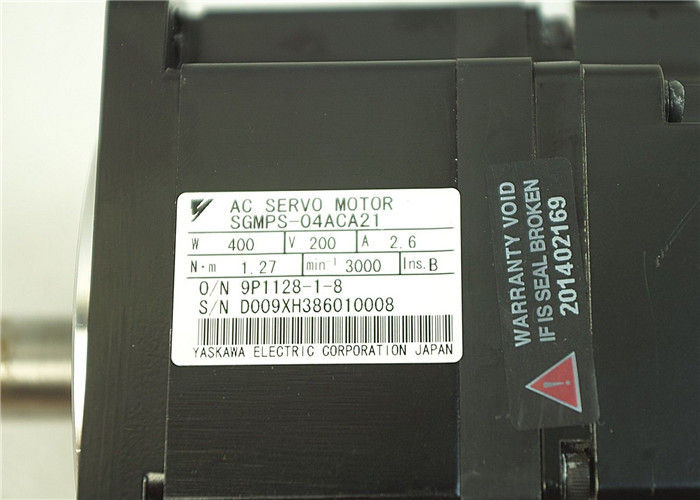 AC SERVO MOTOR
SGMPS-04ACA21
W 400 V 200 A 2.6
N·m 1.27 min⁻¹ 3000 Ins. B
O/N 9P1128-1-8
S/N D009XH386010008
YASKAWA ELECTRIC CORPORATION JAPAN
WARRANTY VOID
IF IS SEAL BROKEN
201402169